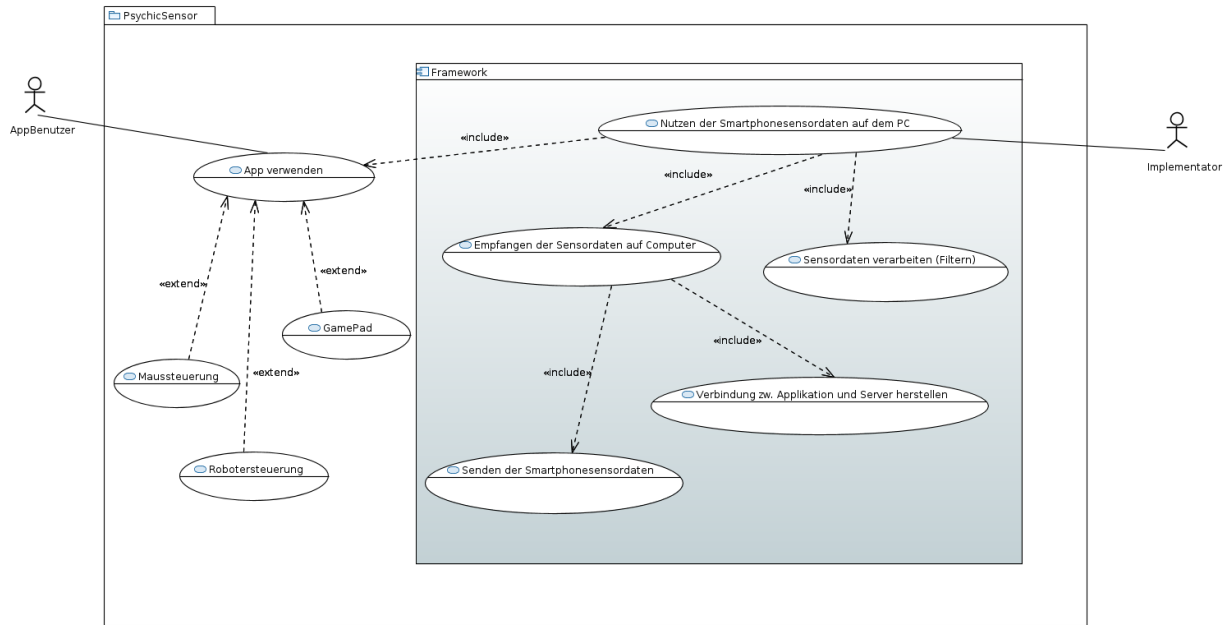 PsychicSensor
Framework
AppBenutzer
Nutzen der Smartphonesensordaten auf dem PC
«include»
Implementator
App verwenden
«include»
«include»
Empfangen der Sensordaten auf Computer
Sensordaten verarbeiten (Filtern)
«extend»
«extend»
GamePad
«include»
Maussteuerung
«extend»
«include»
Verbindung zw. Applikation und Server herstellen
Robotersteuerung
Senden der Smartphonesensordaten